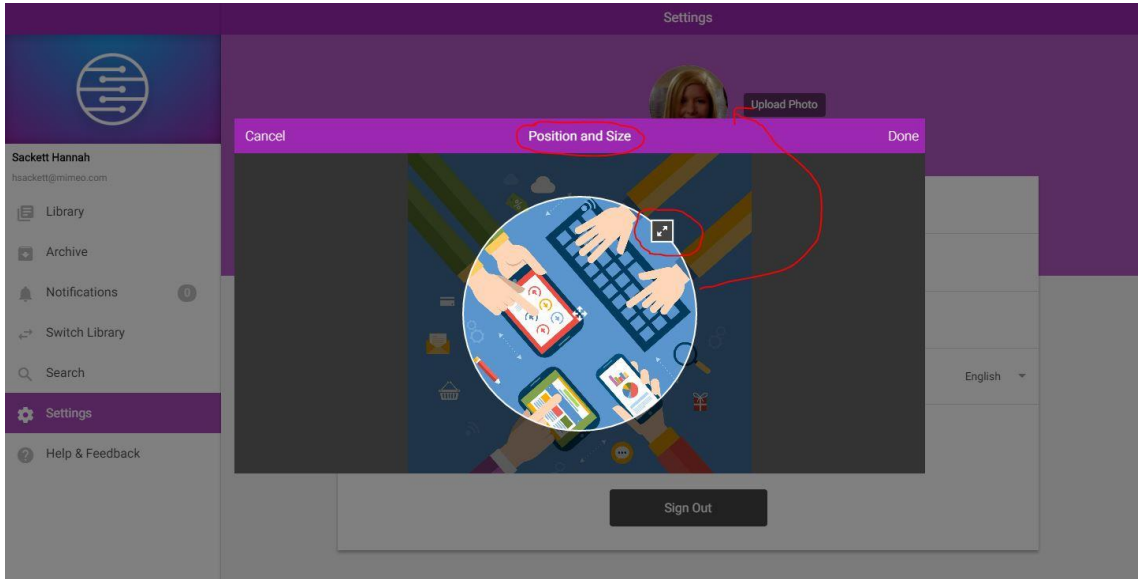 Settings
Upload Photo
Cancel
Position and Size
Done
Sackett Hannah
hsackett@mimeo.com
Library
Archive
Notifications
0
Switch Library
Search
English
Settings
Help & Feedback
Sign Out